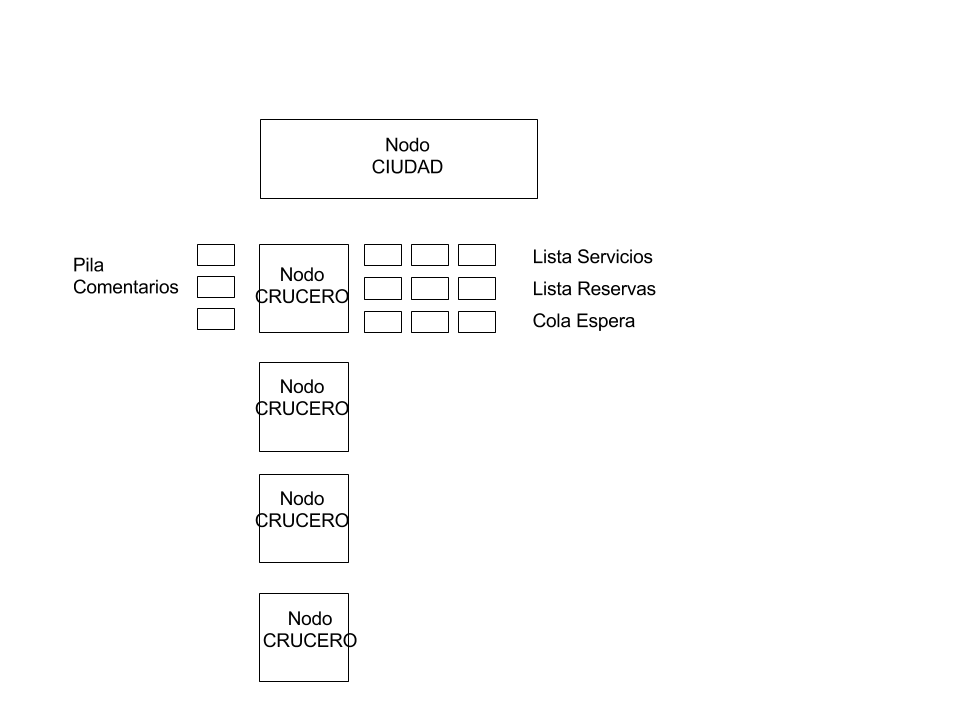 Nodo
CIUDAD
Pila
Comentarios
Nodo
CRUCERO
Lista Servicios
Lista Reservas
Cola Espera
Nodo
CRUCERO
Nodo
CRUCERO
Nodo
CRUCERO